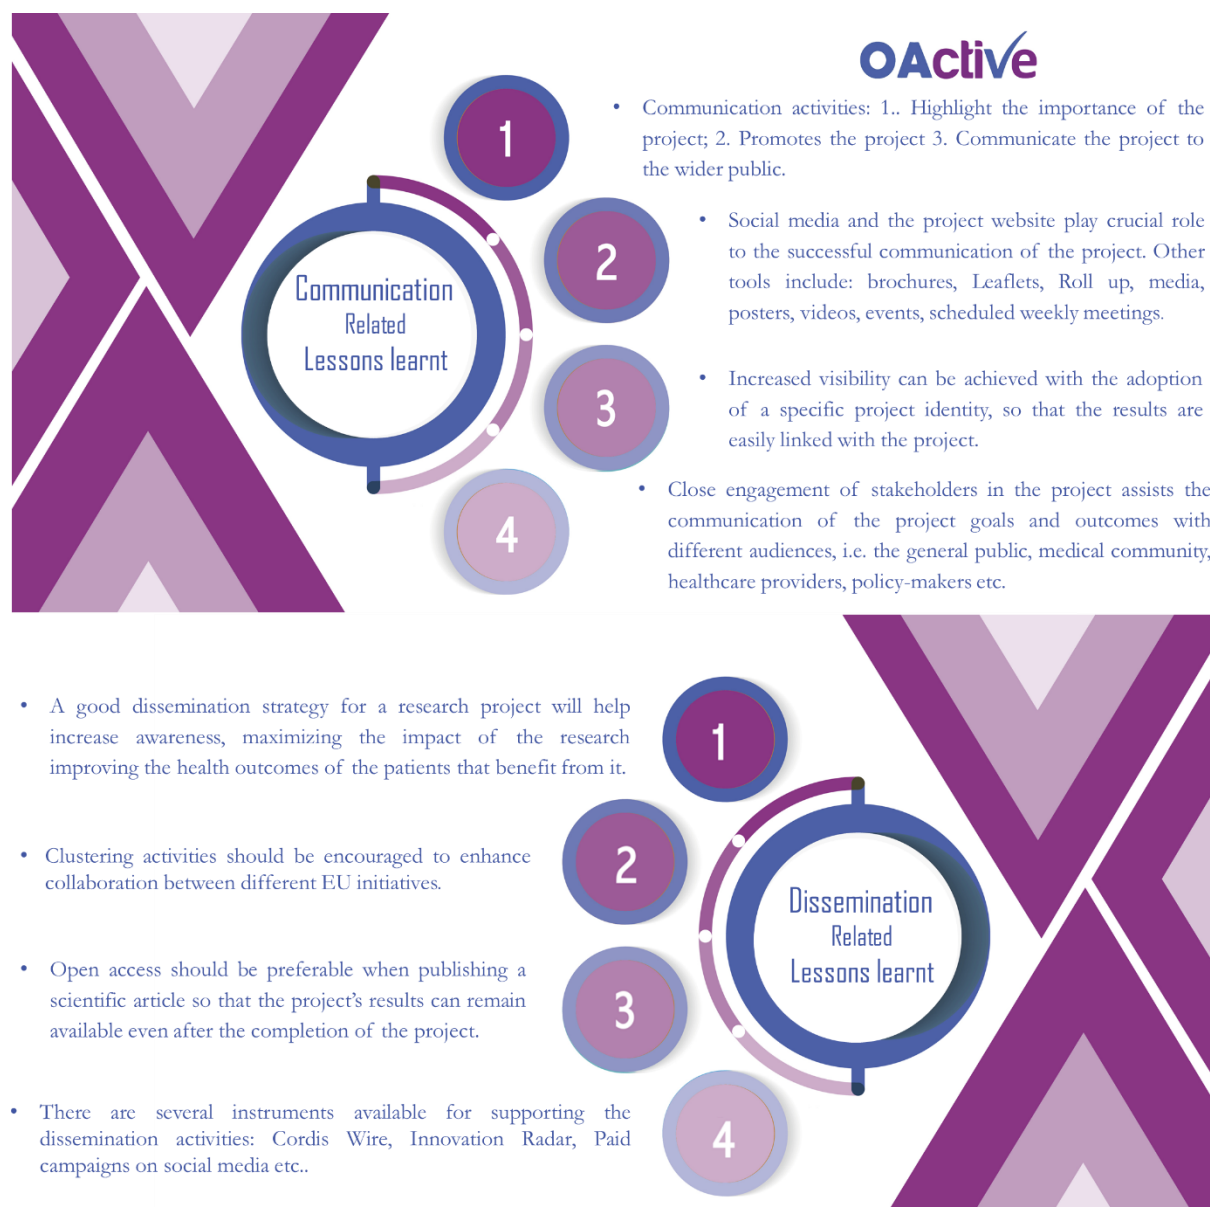 OActive
1
• Communication activities: 1.. Highlight the importance of the
project; 2. Promotes the project 3. Communicate the project to
the wider public.
2
• Social media and the project website play crucial role
to the successful communication of the project. Other
tools include: brochures, Leaflets, Roll up, media,
posters, videos, events, scheduled weekly meetings.
Communication
Related
Lessons learnt
3
• Increased visibility can be achieved with the adoption
of a specific project identity, so that the results are
easily linked with the project.
4
• Close engagement of stakeholders in the project assists the
communication of the project goals and outcomes with
different audiences, i.e. the general public, medical community,
healthcare providers, policy-makers etc.
• A good dissemination strategy for a research project will help
increase awareness, maximizing the impact of the research
improving the health outcomes of the patients that benefit from it.
1
• Clustering activities should be encouraged to enhance
collaboration between different EU initiatives.
2
Dissemination
Related
Lessons learnt
• Open access should be preferable when publishing a
scientific article so that the project's results can remain
available even after the completion of the project.
3
• There are several instruments available for supporting the
dissemination activities: Cordis Wire, Innovation Radar, Paid
campaigns on social media etc..
4